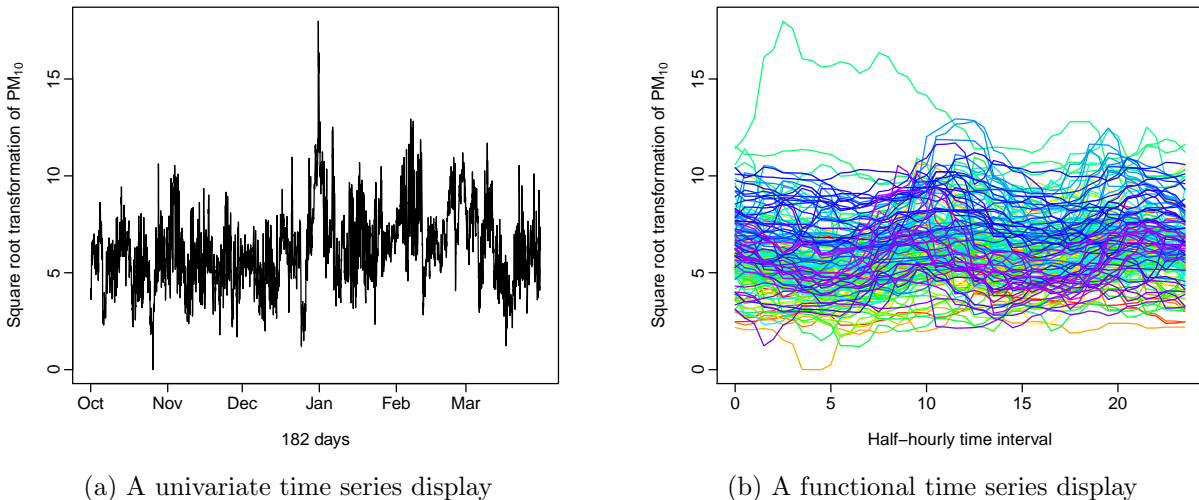 Square root transformation of PM10
15
10
5
0
Oct Nov Dec Jan Feb Mar
182 days
(a) A univariate time series display
Square root transformation of PM10
15
10
5
0
0 5 10 15 20
Half−hourly time interval
(b) A functional time series display